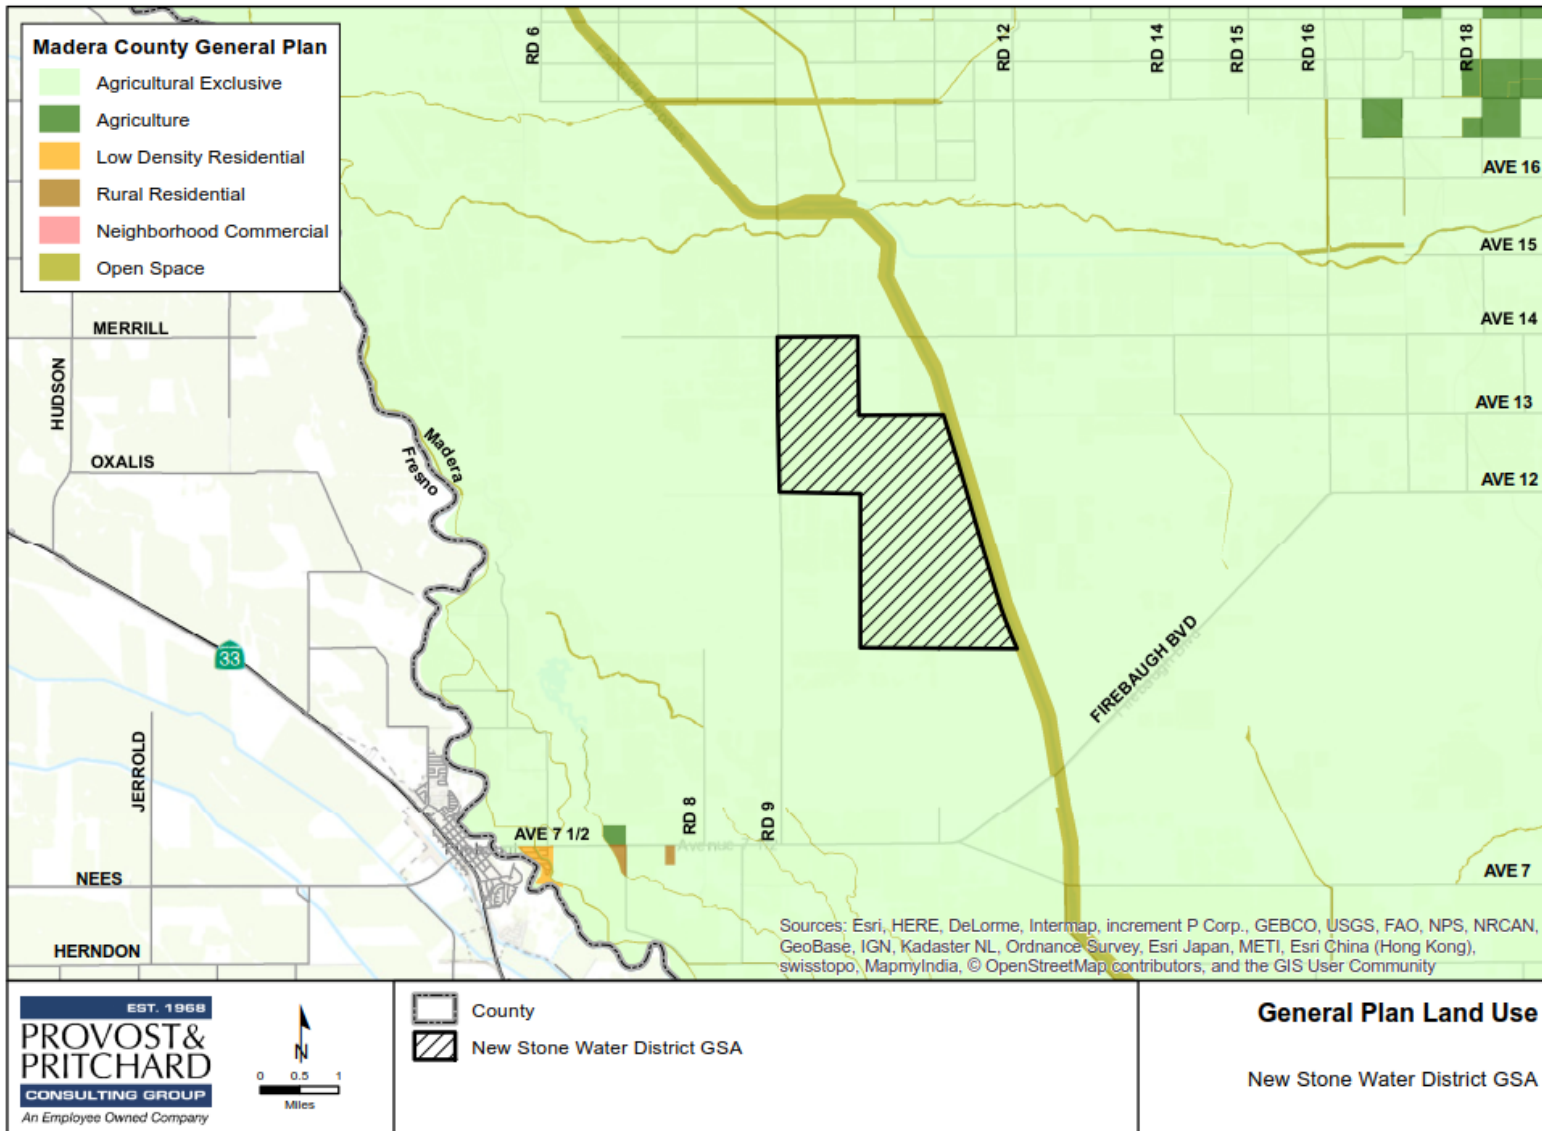 Madera County General Plan
Agricultural Exclusive
Agriculture
Low Density Residential
Rural Residential
Neighborhood Commercial
Open Space
RD 6
RD 12
RD 14
RD 15
RD 16
RD 18
AVE 16
AVE 15
AVE 14
AVE 13
AVE 12
MERRILL
HUDSON
OXALIS
Madera
Fresno
33
FIREBAUGH BVD
Firebaugh Blvd
JERROLD
RD 8
RD 9
AVE 7 1/2
Avenue 7 1/2
NEES
AVE 7
HERNDON
Sources: Esri, HERE, DeLorme, Intermap, increment P Corp., GEBCO, USGS, FAO, NPS, NRCAN,
GeoBase, IGN, Kadaster NL, Ordnance Survey, Esri Japan, METI, Esri China (Hong Kong),
swisstopo, MapmyIndia, © OpenStreetMap contributors, and the GIS User Community
EST. 1968
PROVOST&
PRITCHARD
CONSULTING GROUP
An Employee Owned Company
N
0 0.5 1
Miles
County
New Stone Water District GSA
General Plan Land Use
New Stone Water District GSA